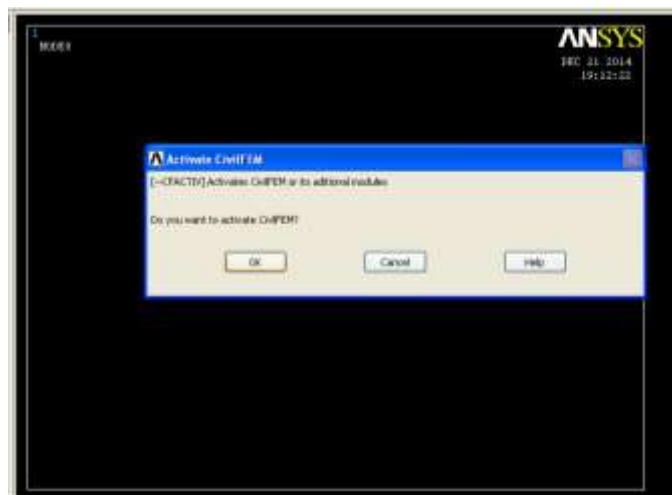 1
NODES
ANSYS
DEC 21 2014
19:12:22
Activate CivilFEM
[~CFACTIV] Activates CivilFEM or its aditional modules
Do you want to activate CivilFEM?
OK
Cancel
Help